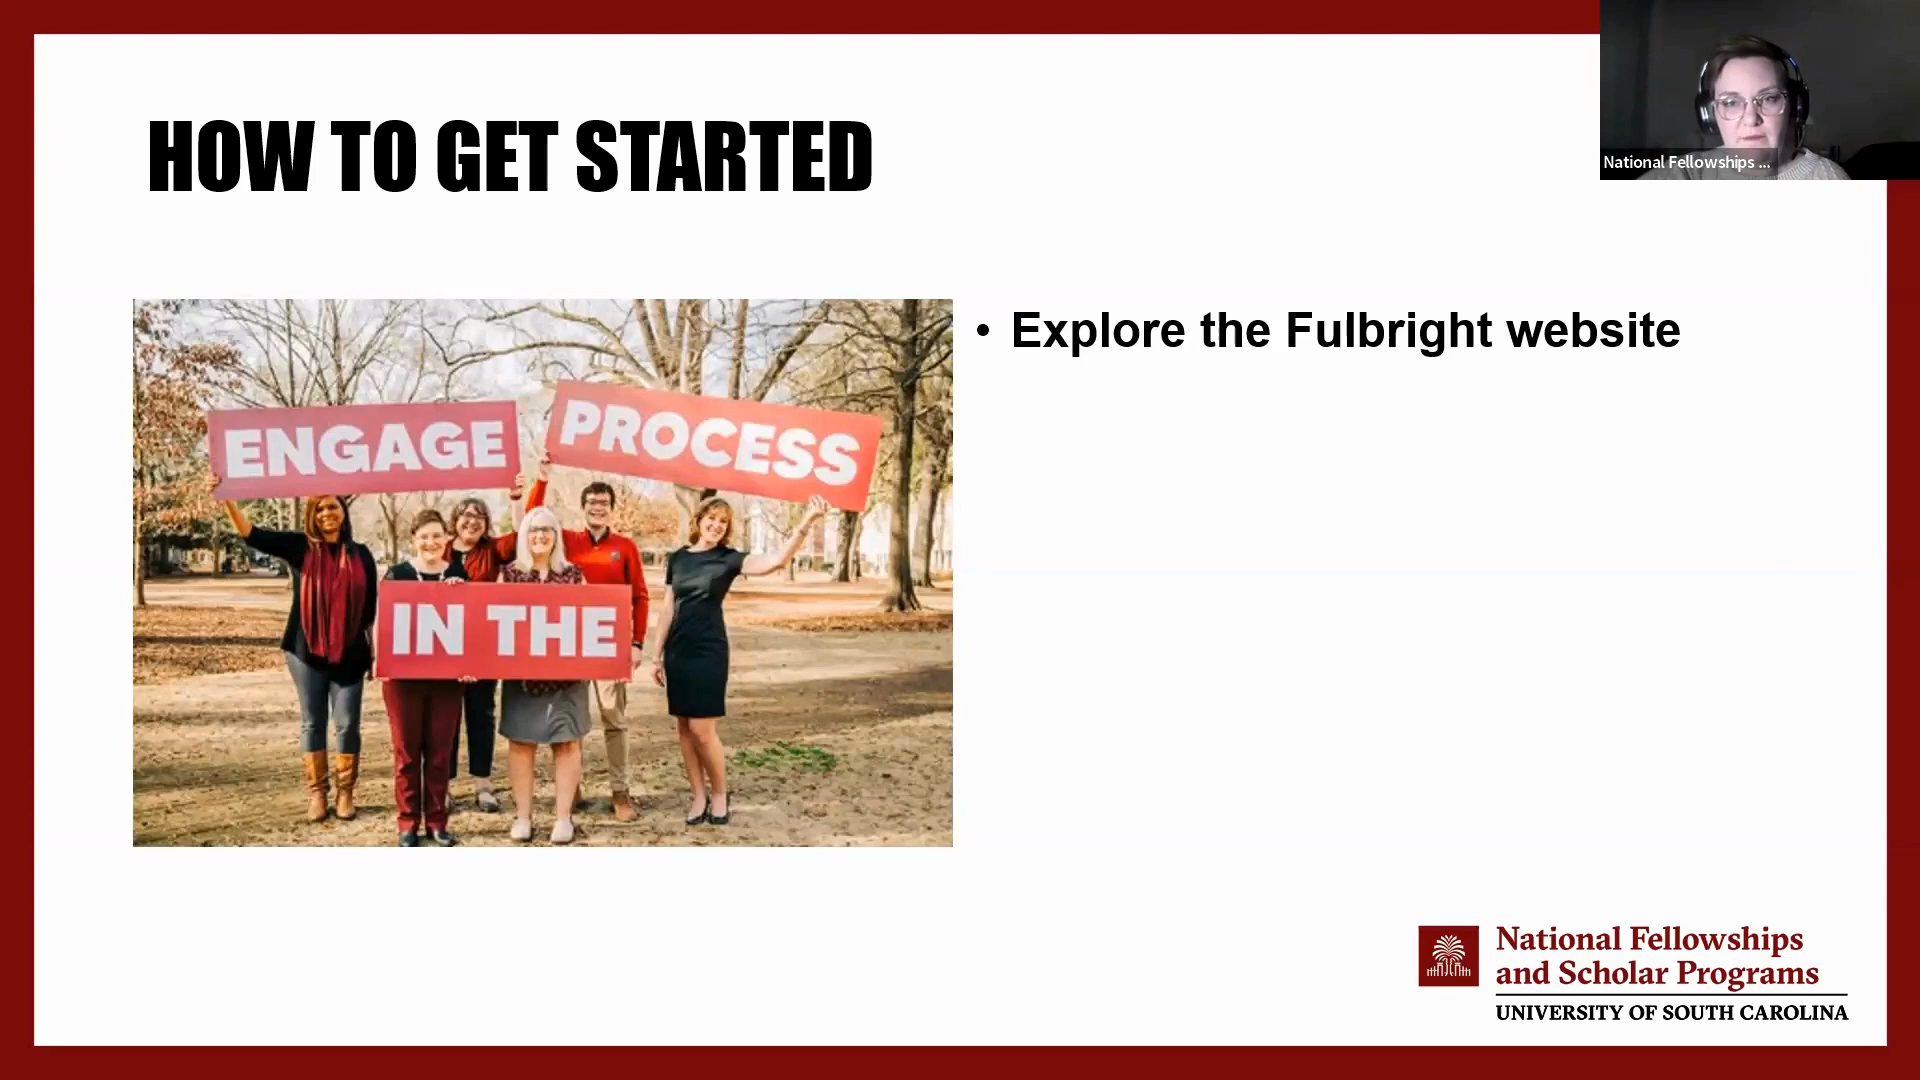 National Fellowships ...
HOW TO GET STARTED
ENGAGE
PROCESS
IN THE
• Explore the Fulbright website
National Fellowships
and Scholar Programs
UNIVERSITY OF SOUTH CAROLINA